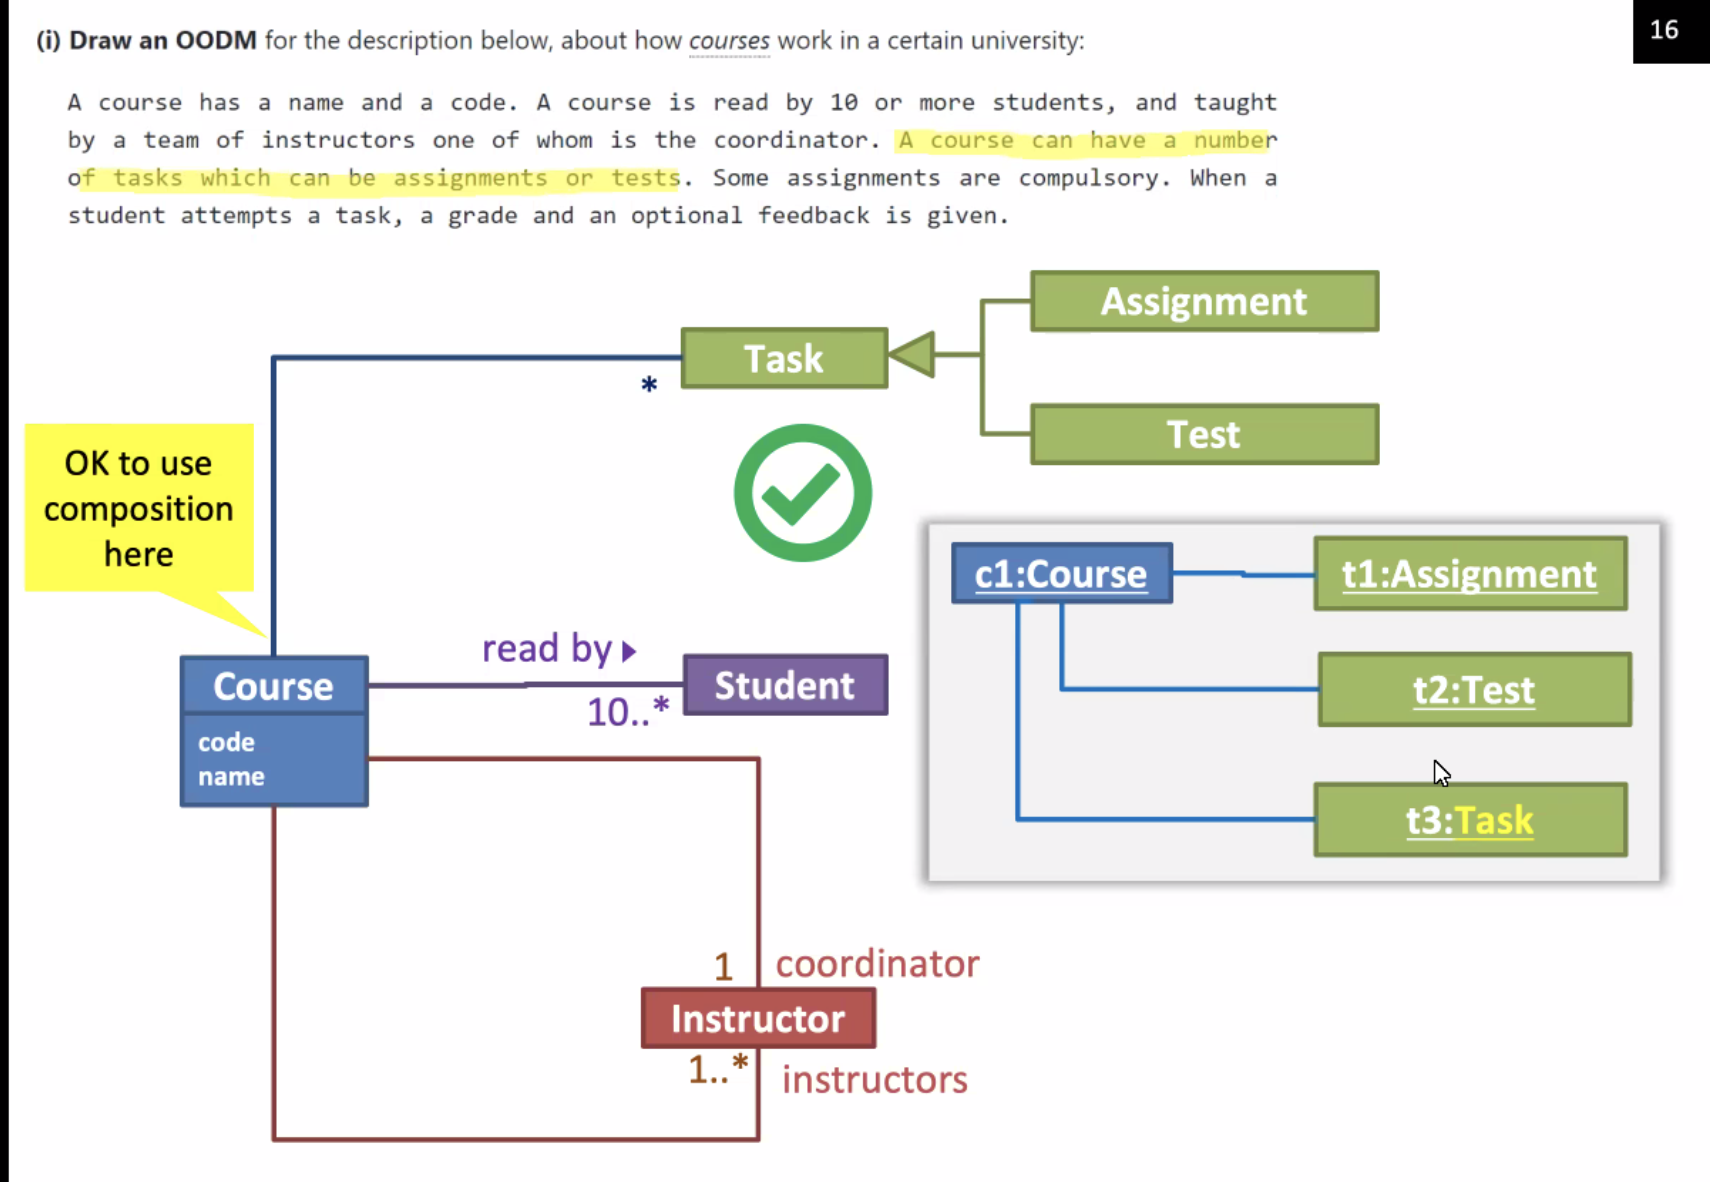 16
(i) Draw an OODM for the description below, about how courses work in a certain university:
A course has a name and a code. A course is read by 10 or more students, and taught
by a team of instructors one of whom is the coordinator. A course can have a number
of tasks which can be assignments or tests. Some assignments are compulsory. When a
student attempts a task, a grade and an optional feedback is given.
Assignment
Task
*
Test
OK to use
composition
here
c1:Course
t1:Assignment
read by
Course
Student
10..*
t2:Test
code
name
t3:Task
1
coordinator
Instructor
1..*
instructors